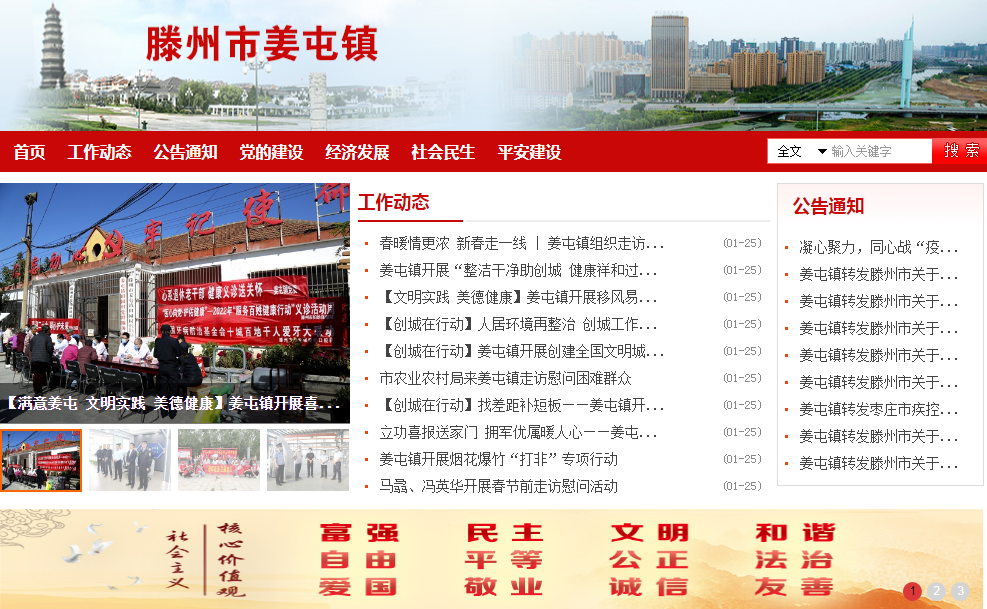 滕州市姜屯镇
首页 工作动态 公告通知 党的建设 经济发展 社会民生 平安建设 全文 输入关键字 搜索
牢记使
心系退休老干部 健康义诊送关怀
【满意姜屯 文明实践 美德健康】姜屯镇开展喜...
工作动态
春暖情更浓 新春走一线 | 姜屯镇组织走访... (01-25)
姜屯镇开展“整洁干净助创城 健康祥和过... (01-25)
【文明实践 美德健康】姜屯镇开展移风易... (01-25)
【创城在行动】人居环境再整治 创城工作... (01-25)
【创城在行动】姜屯镇开展创建全国文明城... (01-25)
市农业农村局来姜屯镇走访慰问困难群众 (01-25)
【创城在行动】找差距补短板——姜屯镇开... (01-25)
立功喜报送家门 拥军优属暖人心——姜屯... (01-25)
姜屯镇开展烟花爆竹“打非”专项行动 (01-25)
马骉、冯英华开展春节前走访慰问活动 (01-25)
公告通知
凝心聚力，同心战“疫...
姜屯镇转发滕州市关于...
姜屯镇转发滕州市关于...
姜屯镇转发滕州市关于...
姜屯镇转发滕州市关于...
姜屯镇转发滕州市关于...
姜屯镇转发枣庄市疾控...
姜屯镇转发滕州市关于...
姜屯镇转发滕州市关于...
社会主义
核心价值观
富强 民主 文明 和谐
自由 平等 公正 法治
爱国 敬业 诚信 友善
1 2 3